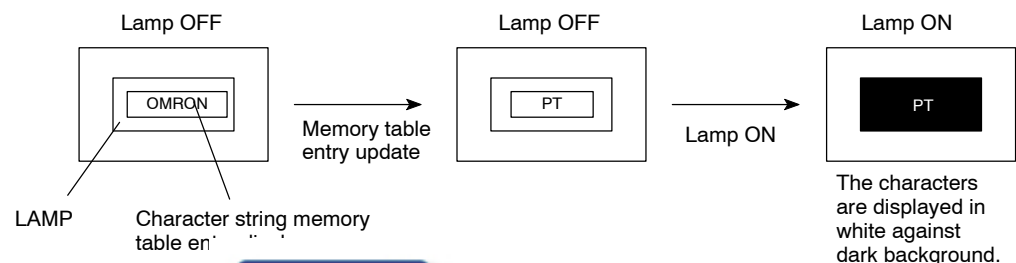 Lamp OFF
Lamp OFF
Lamp ON
OMRON
PT
PT
Memory table
entry update
Lamp ON
LAMP
Character string memory
table
The characters
are displayed in
white against
dark background.